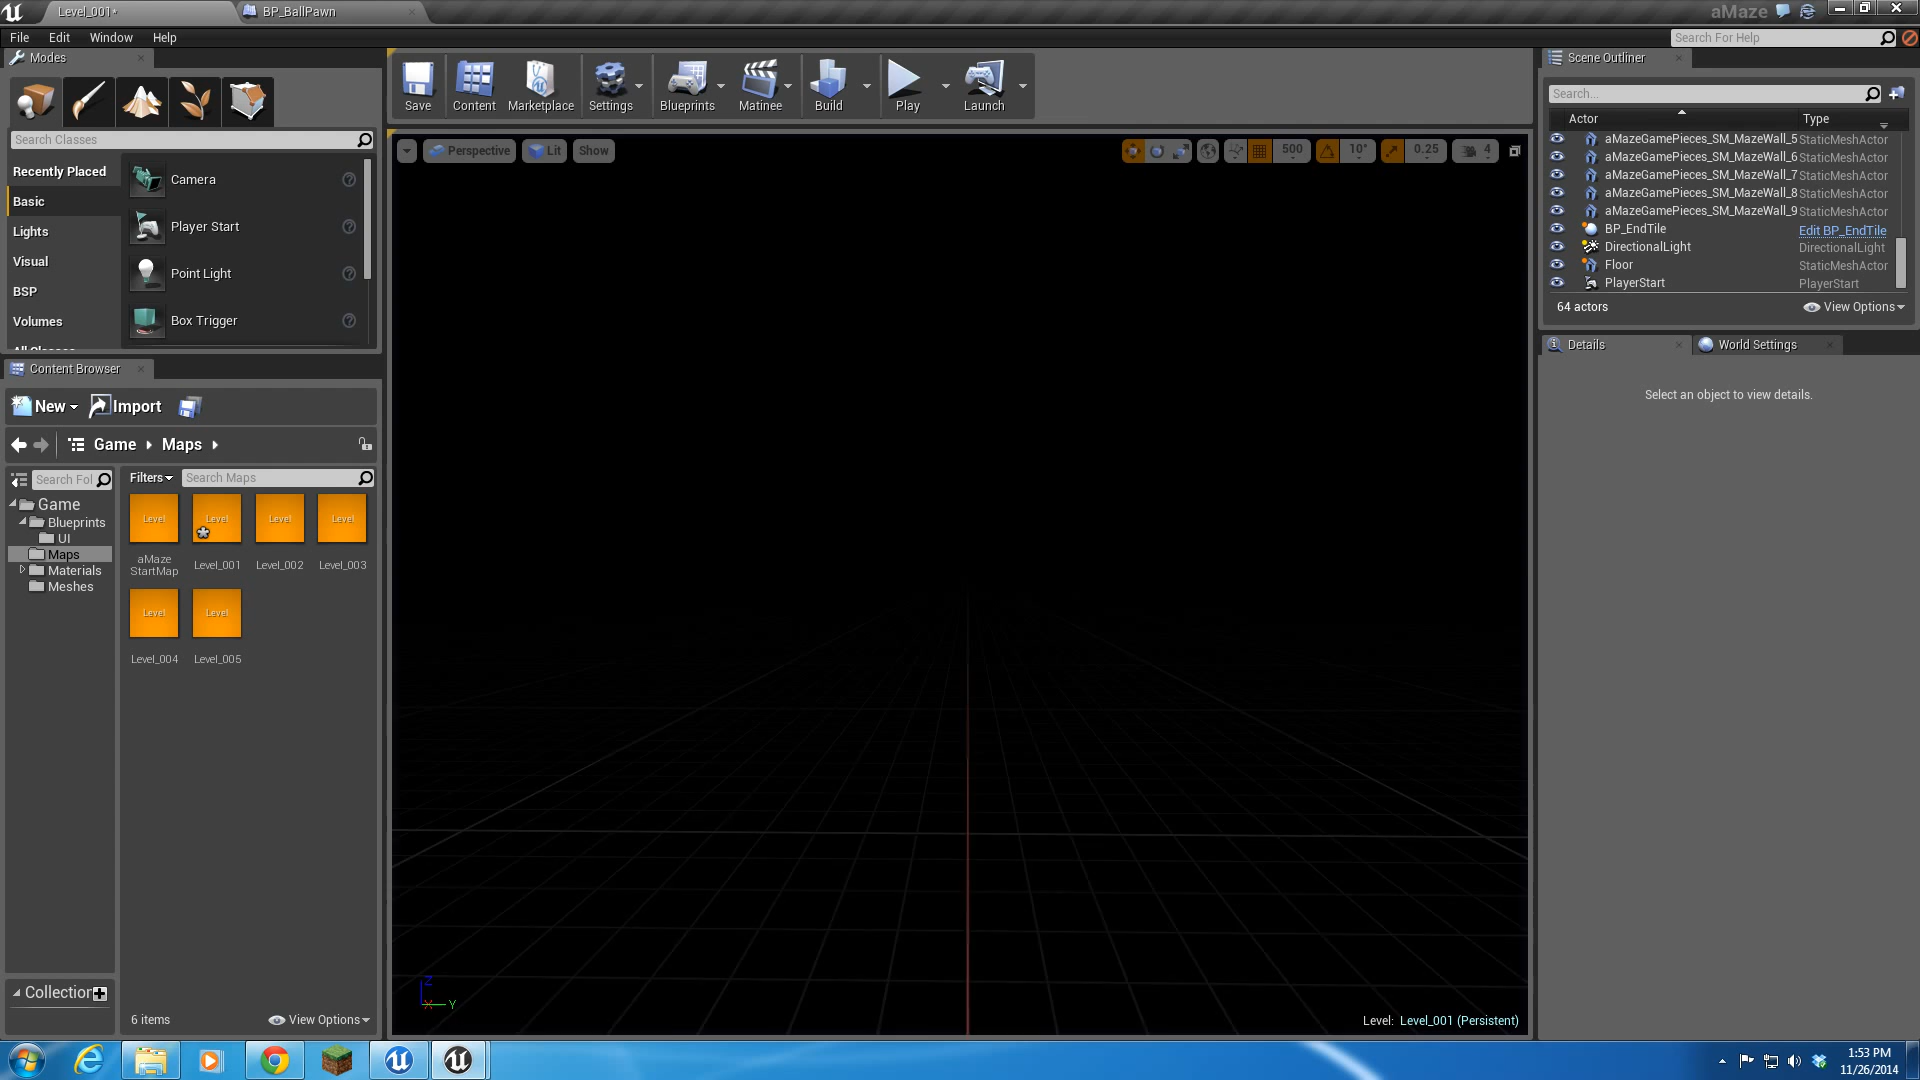 Level_001*
BP_BallPawn
aMaze
File Edit Window Help
Search For Help
Modes
Search Classes
Recently Placed
Basic
Lights
Visual
BSP
Volumes
All Classes
Camera
Player Start
Point Light
Box Trigger
Save
Content
Marketplace
Settings
Blueprints
Matinee
Build
Play
Launch
Perspective
Lit
Show
500
10°
0.25
4
Scene Outliner
Search...
Actor Type
aMazeGamePieces_SM_MazeWall_5 StaticMeshActor
aMazeGamePieces_SM_MazeWall_6 StaticMeshActor
aMazeGamePieces_SM_MazeWall_7 StaticMeshActor
aMazeGamePieces_SM_MazeWall_8 StaticMeshActor
aMazeGamePieces_SM_MazeWall_9 StaticMeshActor
BP_EndTile Edit BP_EndTile
DirectionalLight DirectionalLight
Floor StaticMeshActor
PlayerStart PlayerStart
64 actors
View Options
Details
World Settings
Select an object to view details.
Content Browser
New
Import
Game
Maps
Search Fol
Game
Blueprints
UI
Maps
Materials
Meshes
Filters
Search Maps
Level
Level
Level
Level
aMaze
StartMap
Level_001
Level_002
Level_003
Level
Level
Level_004
Level_005
Collection
6 items
View Options
Z
X
Y
Level: Level_001 (Persistent)
1:53 PM
11/26/2014